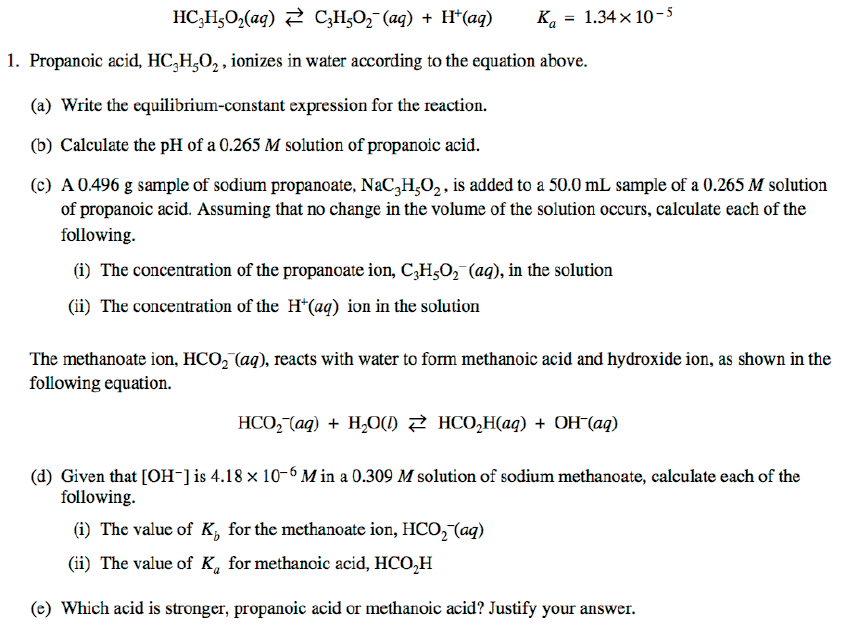 HC₃H₅O₂(aq) ⇄ C₃H₅O₂⁻(aq) + H⁺(aq) Kₐ = 1.34 × 10⁻⁵
1. Propanoic acid, HC₃H₅O₂, ionizes in water according to the equation above.
(a) Write the equilibrium-constant expression for the reaction.
(b) Calculate the pH of a 0.265 M solution of propanoic acid.
(c) A 0.496 g sample of sodium propanoate, NaC₃H₅O₂, is added to a 50.0 mL sample of a 0.265 M solution
of propanoic acid. Assuming that no change in the volume of the solution occurs, calculate each of the
following.
(i) The concentration of the propanoate ion, C₃H₅O₂⁻(aq), in the solution
(ii) The concentration of the H⁺(aq) ion in the solution
The methanoate ion, HCO₂⁻(aq), reacts with water to form methanoic acid and hydroxide ion, as shown in the
following equation.
HCO₂⁻(aq) + H₂O(l) ⇄ HCO₂H(aq) + OH⁻(aq)
(d) Given that [OH⁻] is 4.18 × 10⁻⁶ M in a 0.309 M solution of sodium methanoate, calculate each of the
following.
(i) The value of K_b for the methanoate ion, HCO₂⁻(aq)
(ii) The value of Kₐ for methanoic acid, HCO₂H
(e) Which acid is stronger, propanoic acid or methanoic acid? Justify your answer.